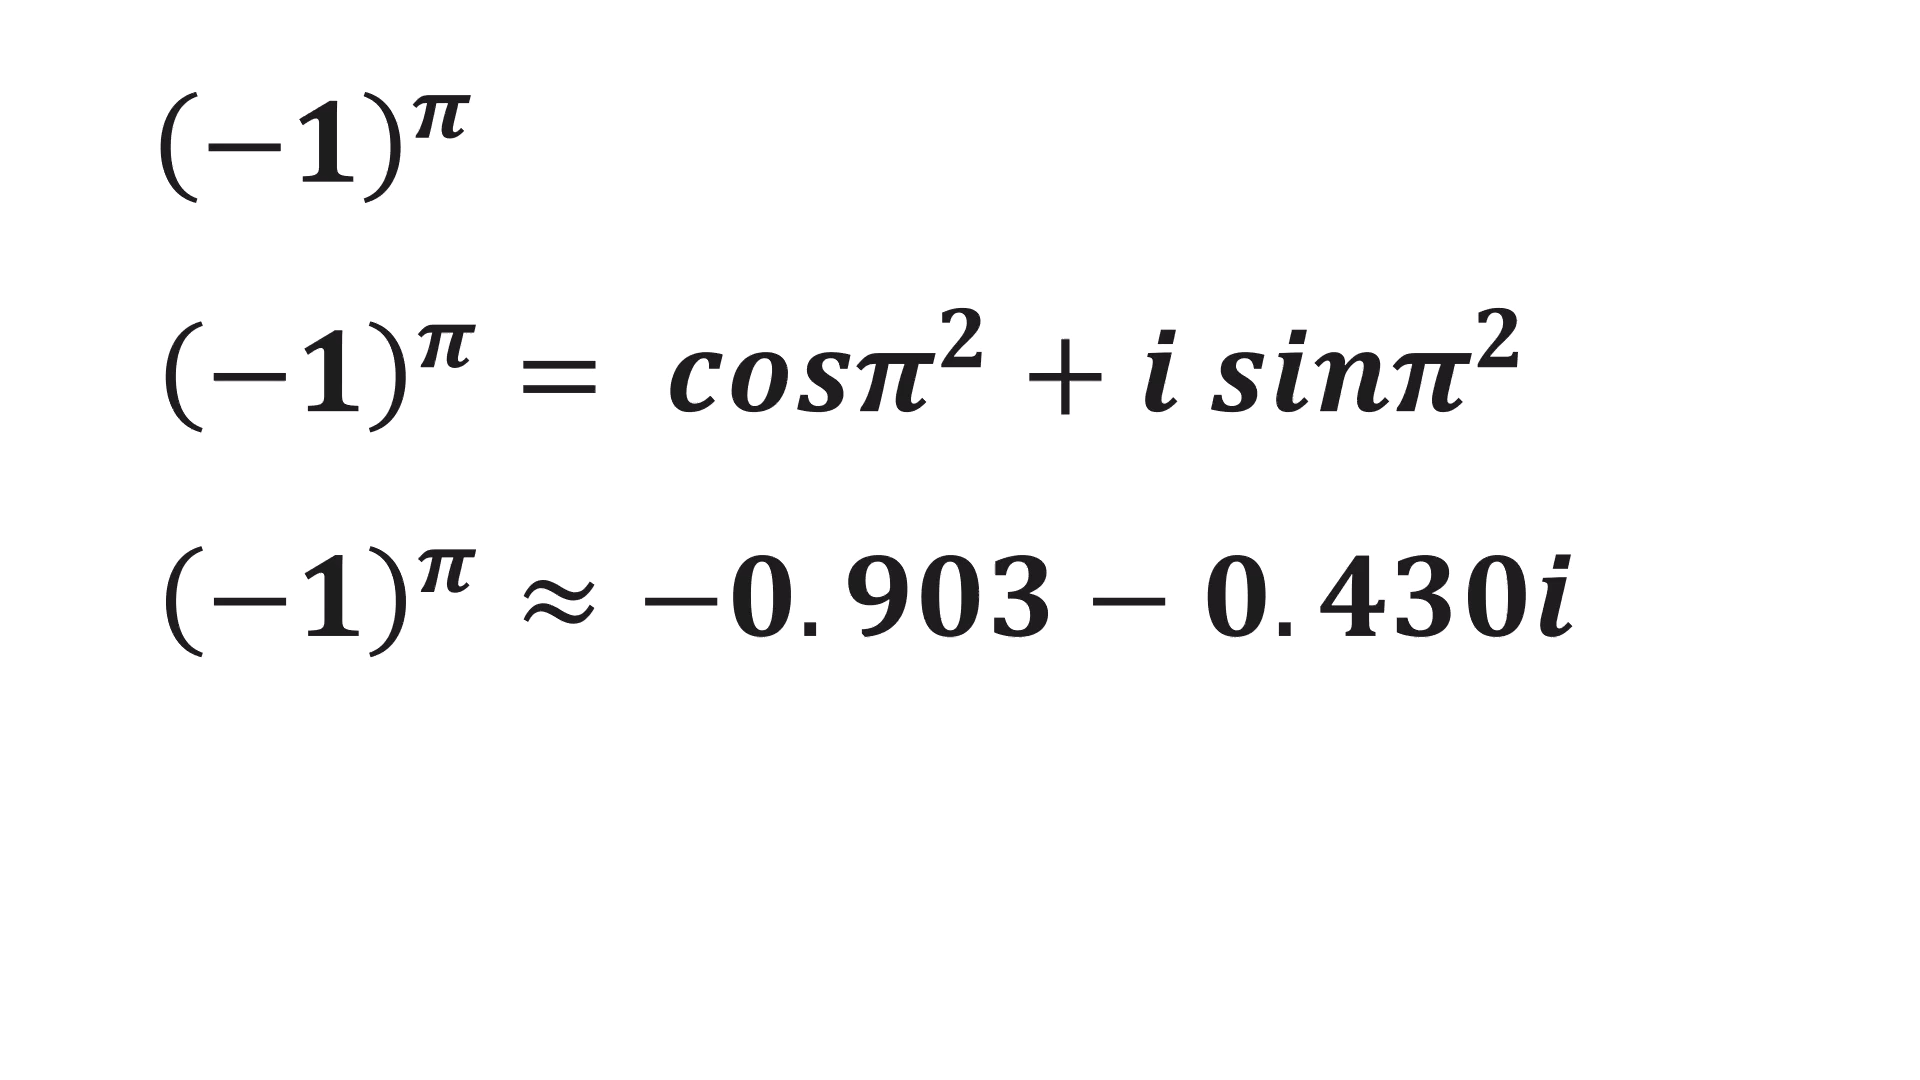 (−1)^π
(−1)^π = cosπ² + i sinπ²
(−1)^π ≈ −0.903 − 0.430i